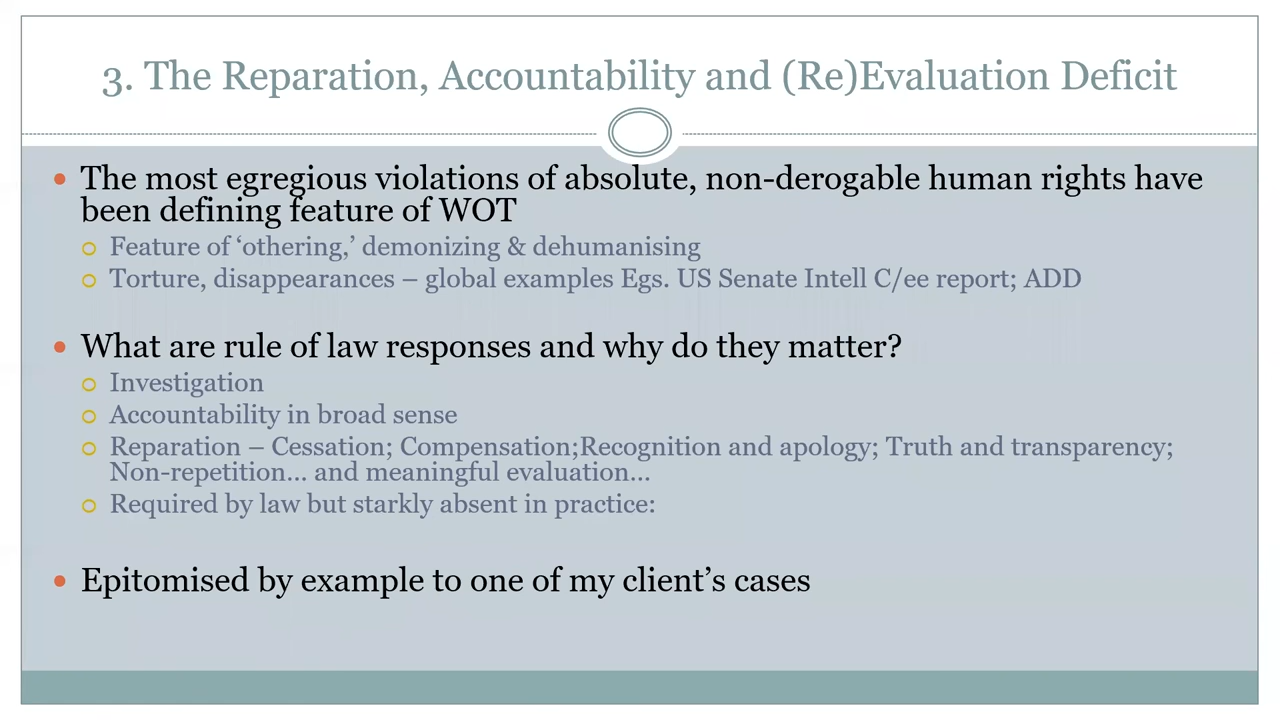 3. The Reparation, Accountability and (Re)Evaluation Deficit
The most egregious violations of absolute, non-derogable human rights have
been defining feature of WOT
Feature of ‘othering,’ demonizing & dehumanising
Torture, disappearances – global examples Egs. US Senate Intell C/ee report; ADD
What are rule of law responses and why do they matter?
Investigation
Accountability in broad sense
Reparation – Cessation; Compensation;Recognition and apology; Truth and transparency;
Non-repetition... and meaningful evaluation...
Required by law but starkly absent in practice:
Epitomised by example to one of my client’s cases